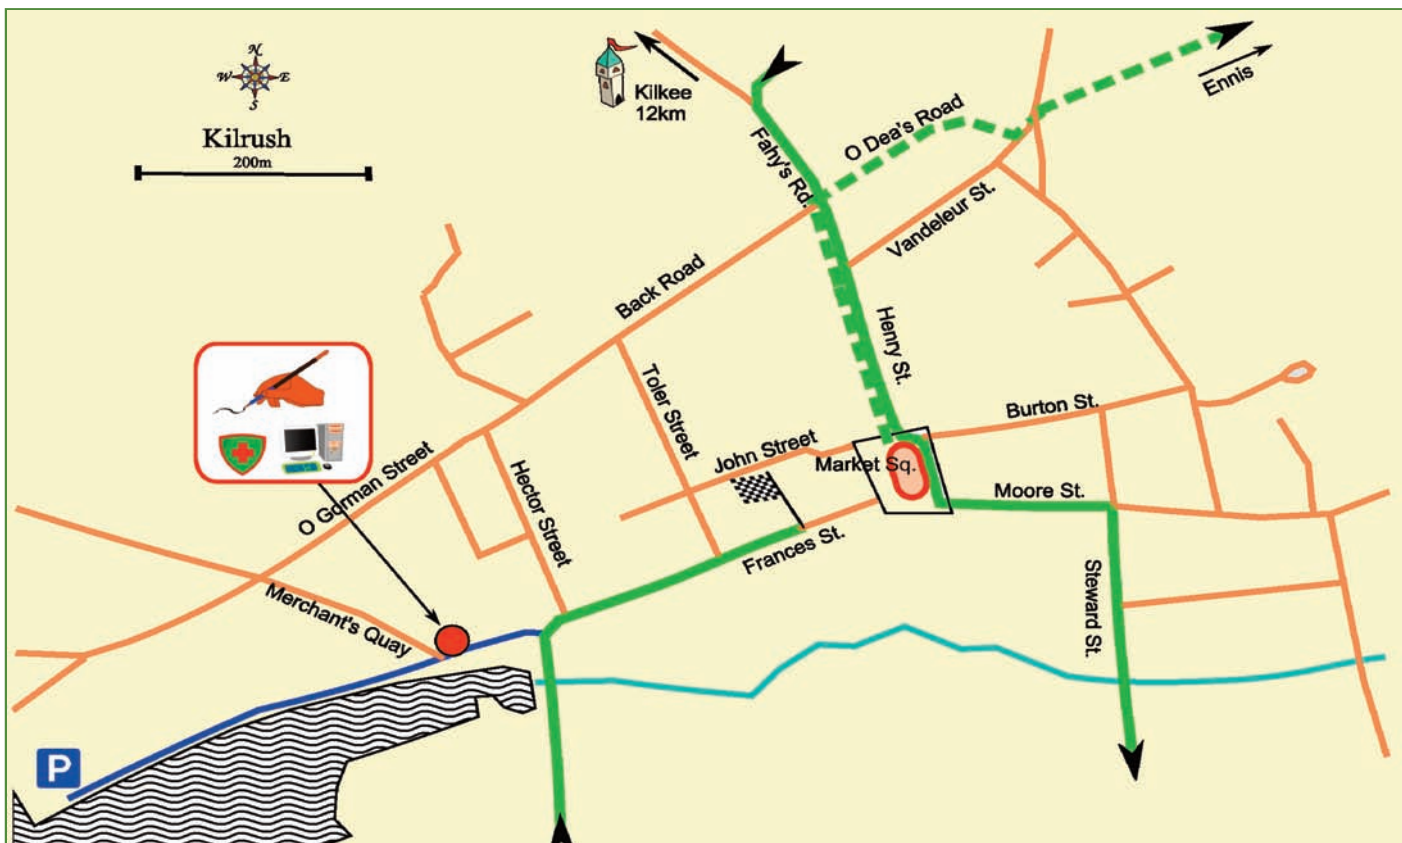 N
W E
S
Kilrush
200m
Kilkee
12km
Ennis
Fahy's Rd.
O Dea's Road
Vandeleur St.
Back Road
Henry St.
Toler Street
Burton St.
John Street
Market Sq.
O Gorman Street
Hector Street
Moore St.
Frances St.
Merchant's Quay
Steward St.
P